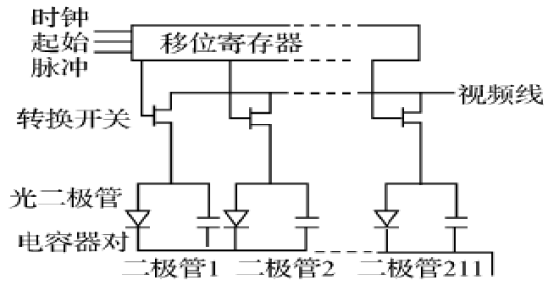 时钟
起始
脉冲
移位寄存器
视频线
转换开关
光二极管
电容器对
二极管1
二极管2
二极管211